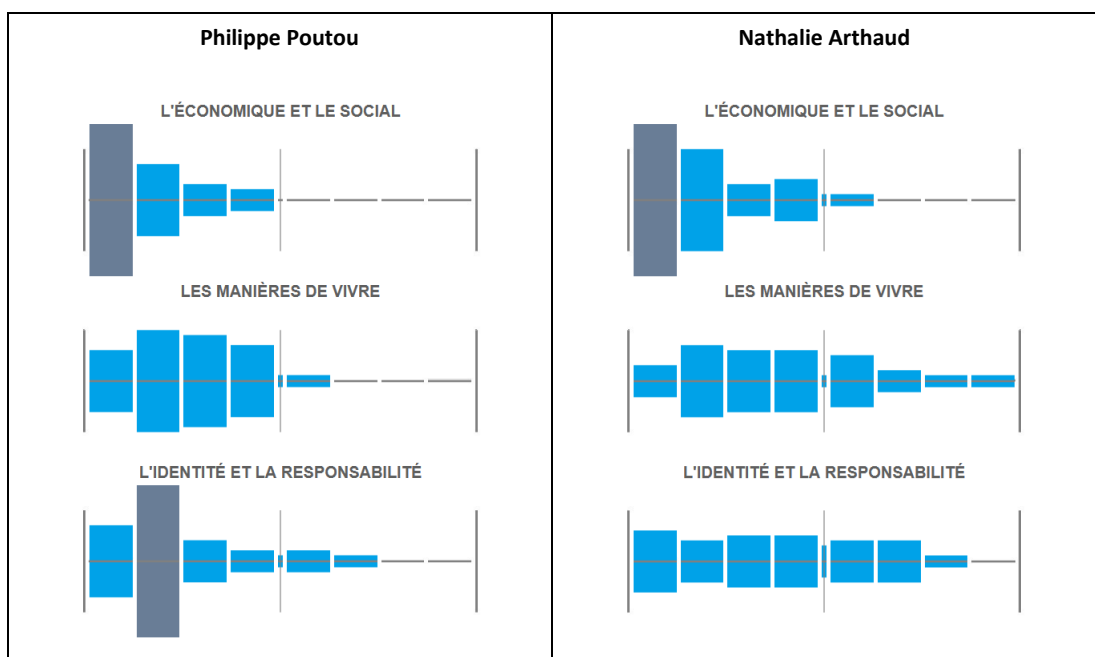 Philippe Poutou
L'ÉCONOMIQUE ET LE SOCIAL
LES MANIÈRES DE VIVRE
L'IDENTITÉ ET LA RESPONSABILITÉ
Nathalie Arthaud
L'ÉCONOMIQUE ET LE SOCIAL
LES MANIÈRES DE VIVRE
L'IDENTITÉ ET LA RESPONSABILITÉ